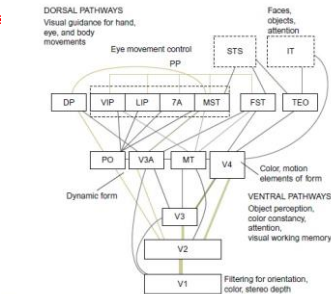 DORSAL PATHWAYS
Visual guidance for hand,
eye, and body
movements
Faces,
objects,
attention
Eye movement control
PP
STS
IT
DP
VIP
LIP
7A
MST
FST
TEO
PO
V3A
MT
V4
Color, motion
elements of form
Dynamic form
VENTRAL PATHWAYS
Object perception,
color constancy,
attention,
visual working memory
V3
V2
V1
Filtering for orientation,
color, stereo depth